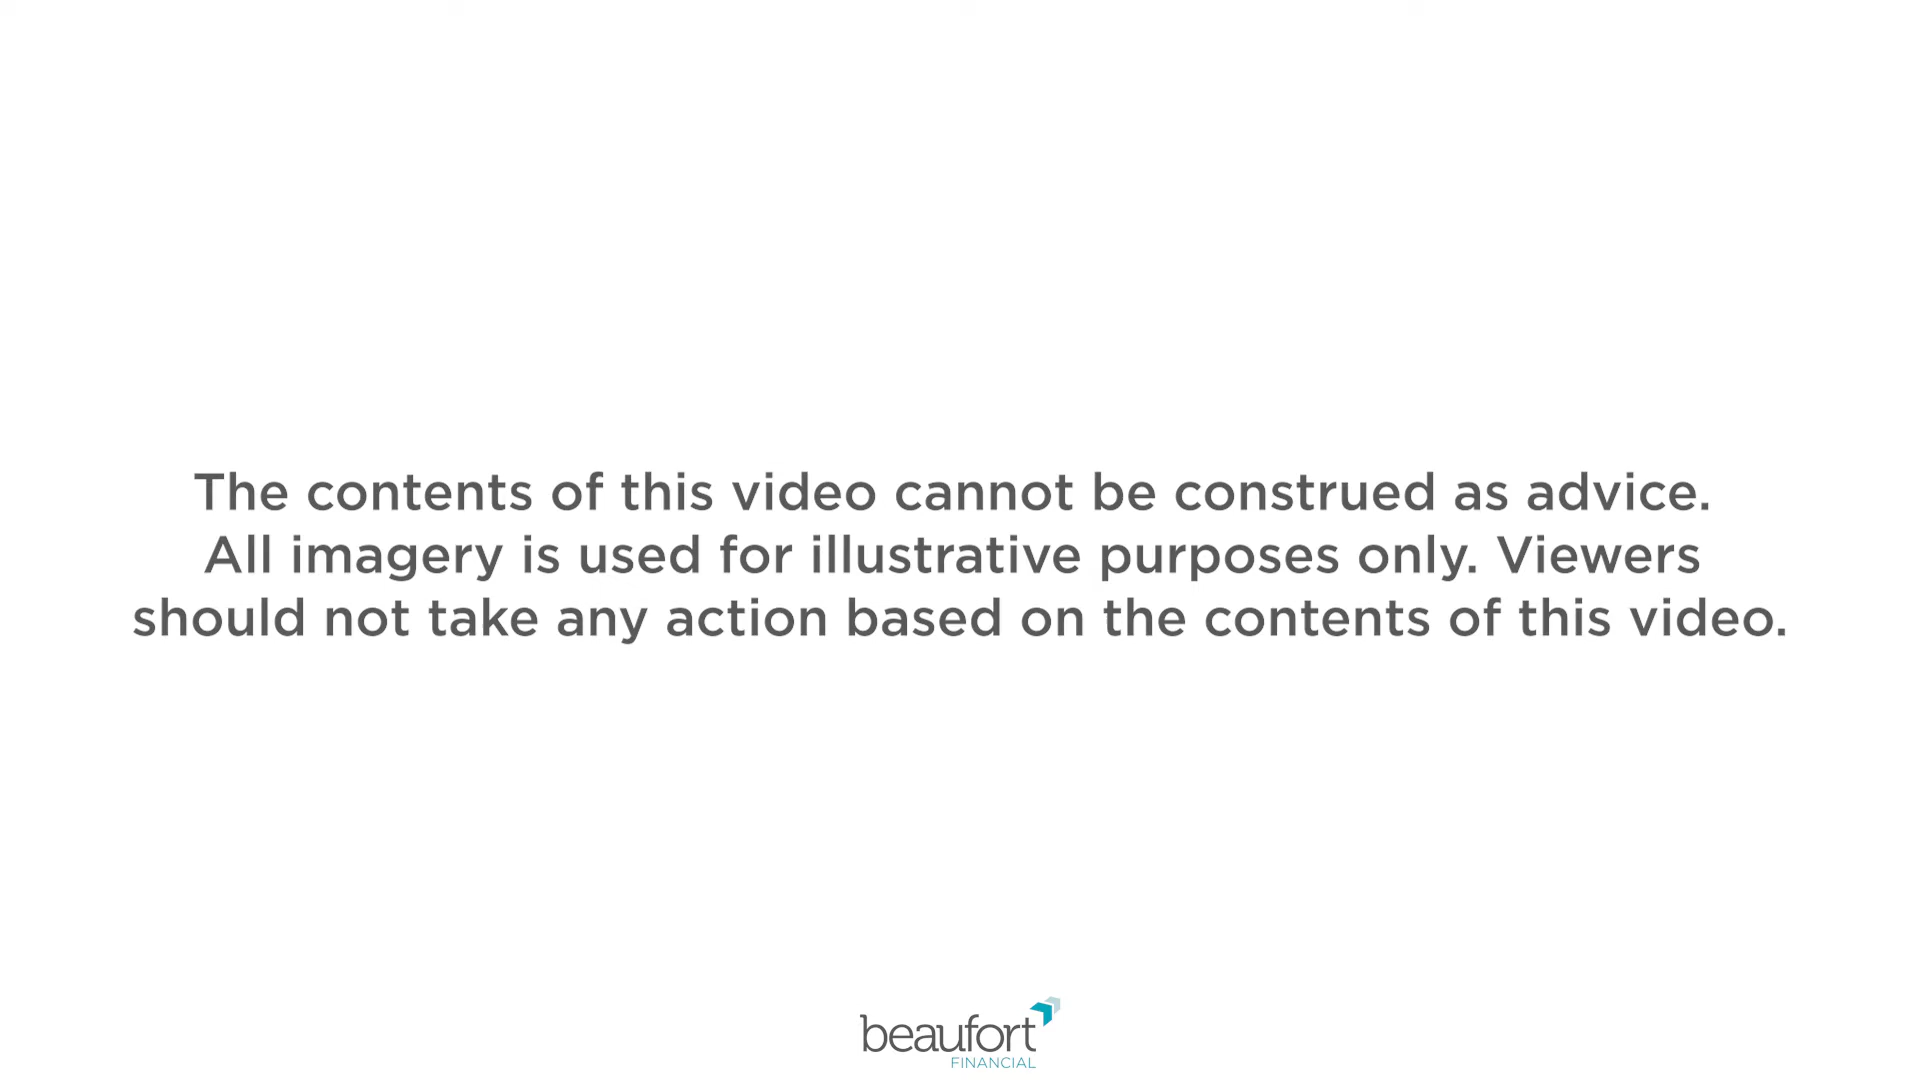 The contents of this video cannot be construed as advice.
All imagery is used for illustrative purposes only. Viewers
should not take any action based on the contents of this video.
beaufort
FINANCIAL